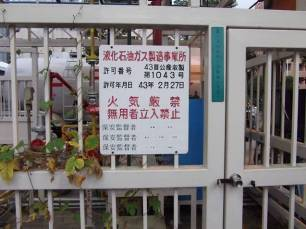 液化石油ガス製造事業所
許可番号 43首公産収製
第1043号
許可年月日 43年2月27日
火気厳禁
無用者立入禁止
保安監督者
保安監督者
保安監督者